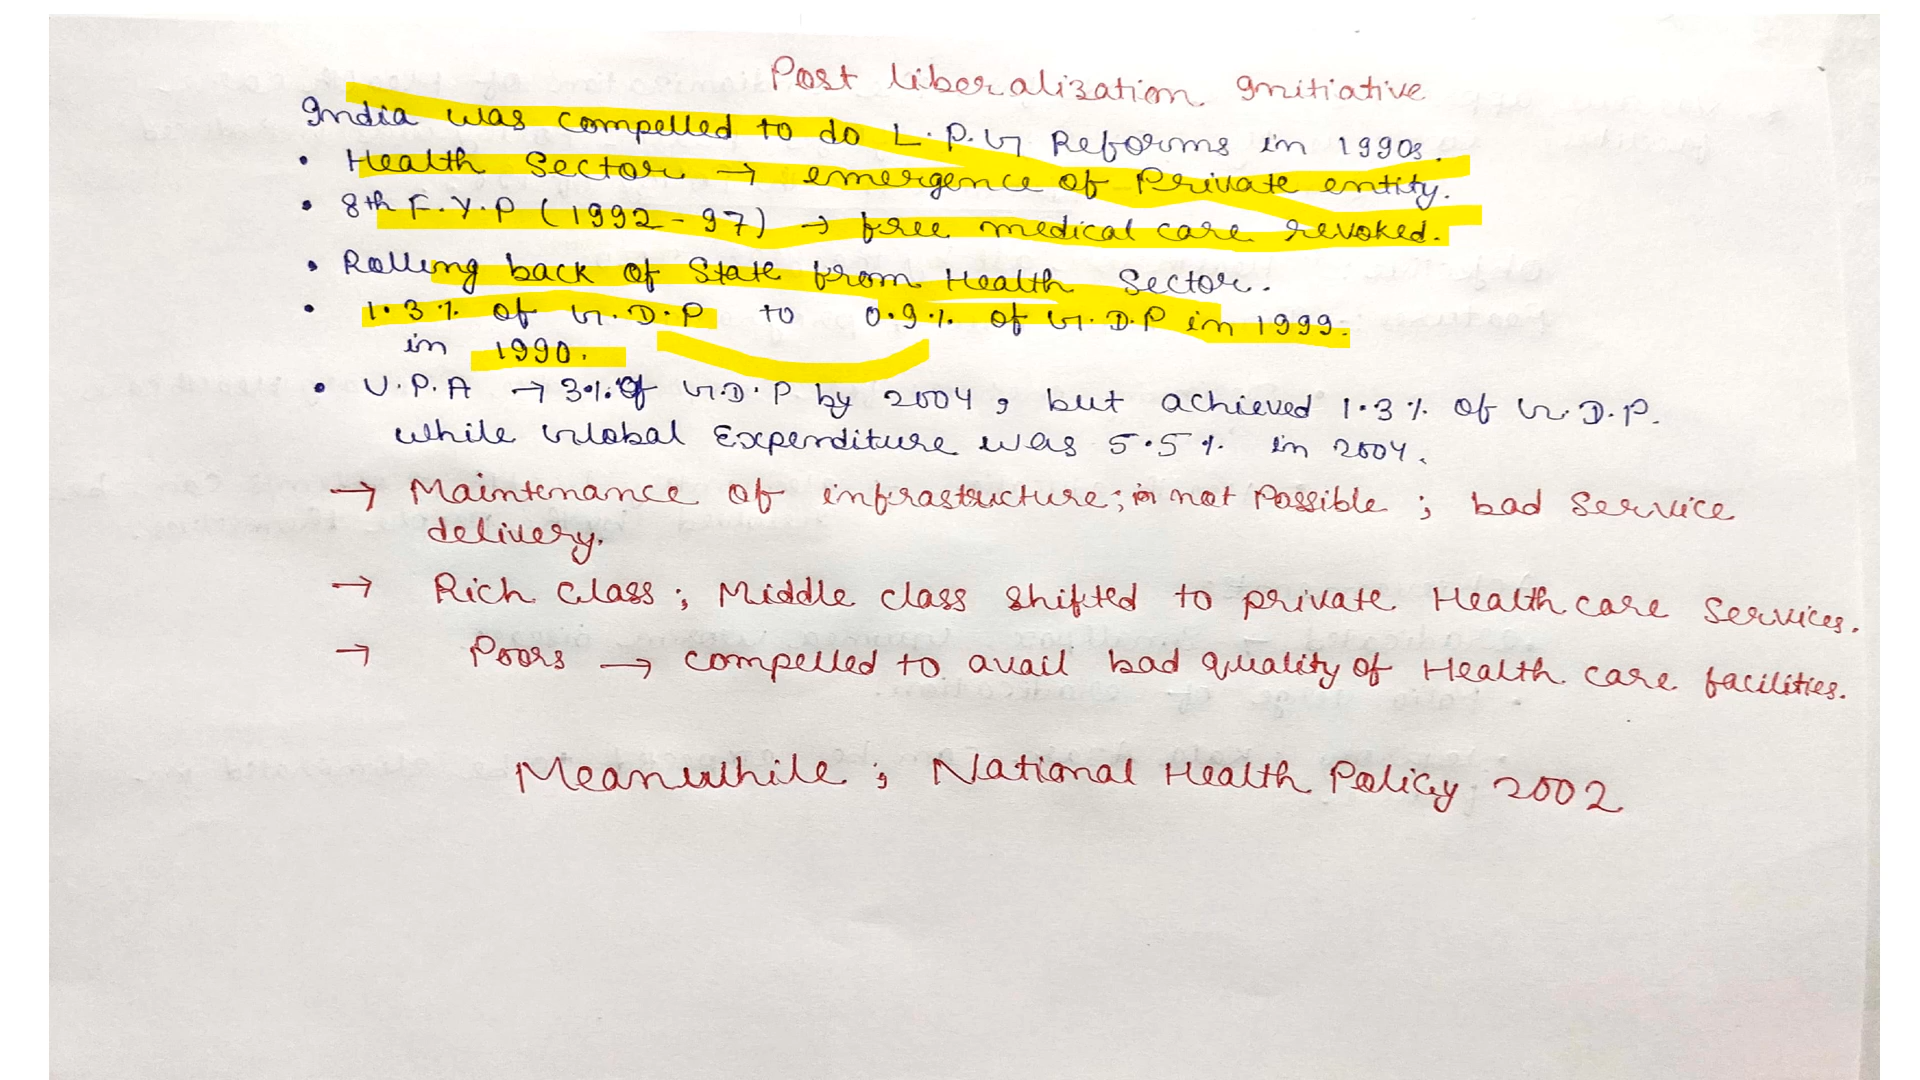 Post liberalization Initiative
India was compelled to do L.P.G Reforms in 1990s.
• Health Sector → emergence of Private entity.
• 8th F.Y.P (1992-97) → free medical care revoked.
• Rolling back of State from Health Sector.
• 1.3% of G.D.P to 0.9% of G.D.P in 1999.
in 1990.
• U.P.A → 3% of G.D.P by 2004, but achieved 1.3% of G.D.P.
while Global Expenditure was 5.5% in 2004.
→ Maintenance of infrastructure; is not Possible; bad Service
delivery.
→ Rich Class; Middle class shifted to private Health care Services.
→ Poors → compelled to avail bad quality of Health care facilities.
Meanwhile; National Health Policy 2002